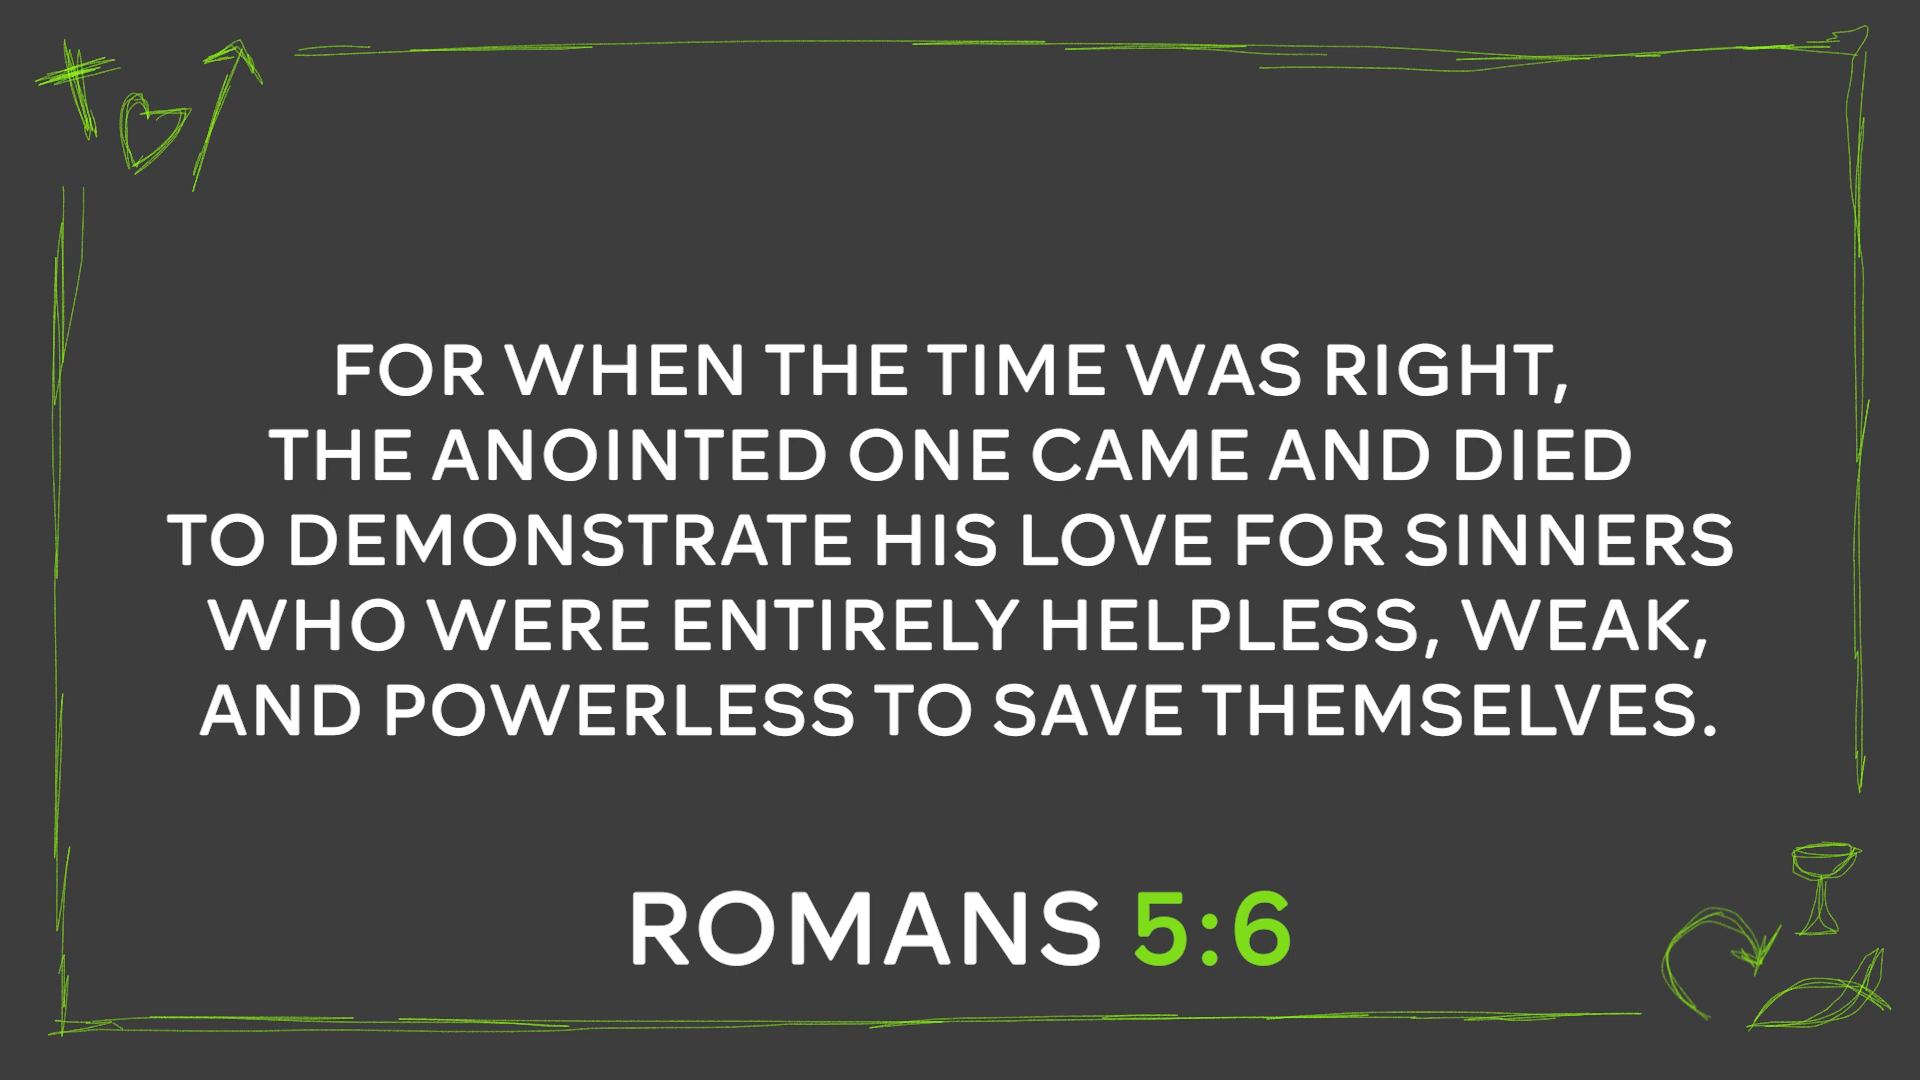 FOR WHEN THE TIME WAS RIGHT,
THE ANOINTED ONE CAME AND DIED
TO DEMONSTRATE HIS LOVE FOR SINNERS
WHO WERE ENTIRELY HELPLESS, WEAK,
AND POWERLESS TO SAVE THEMSELVES.
ROMANS 5:6